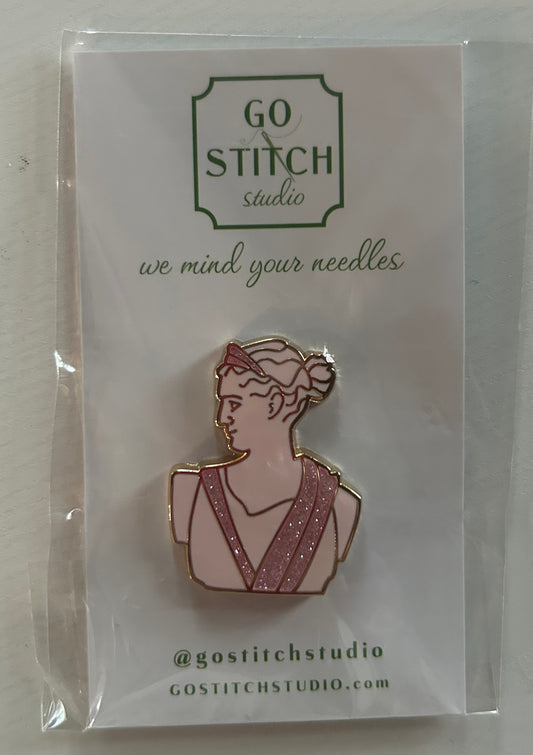 GO
STITCH
studio
we mind your needles
@gostitchstudio
GOSTITCHSTUDIO.com